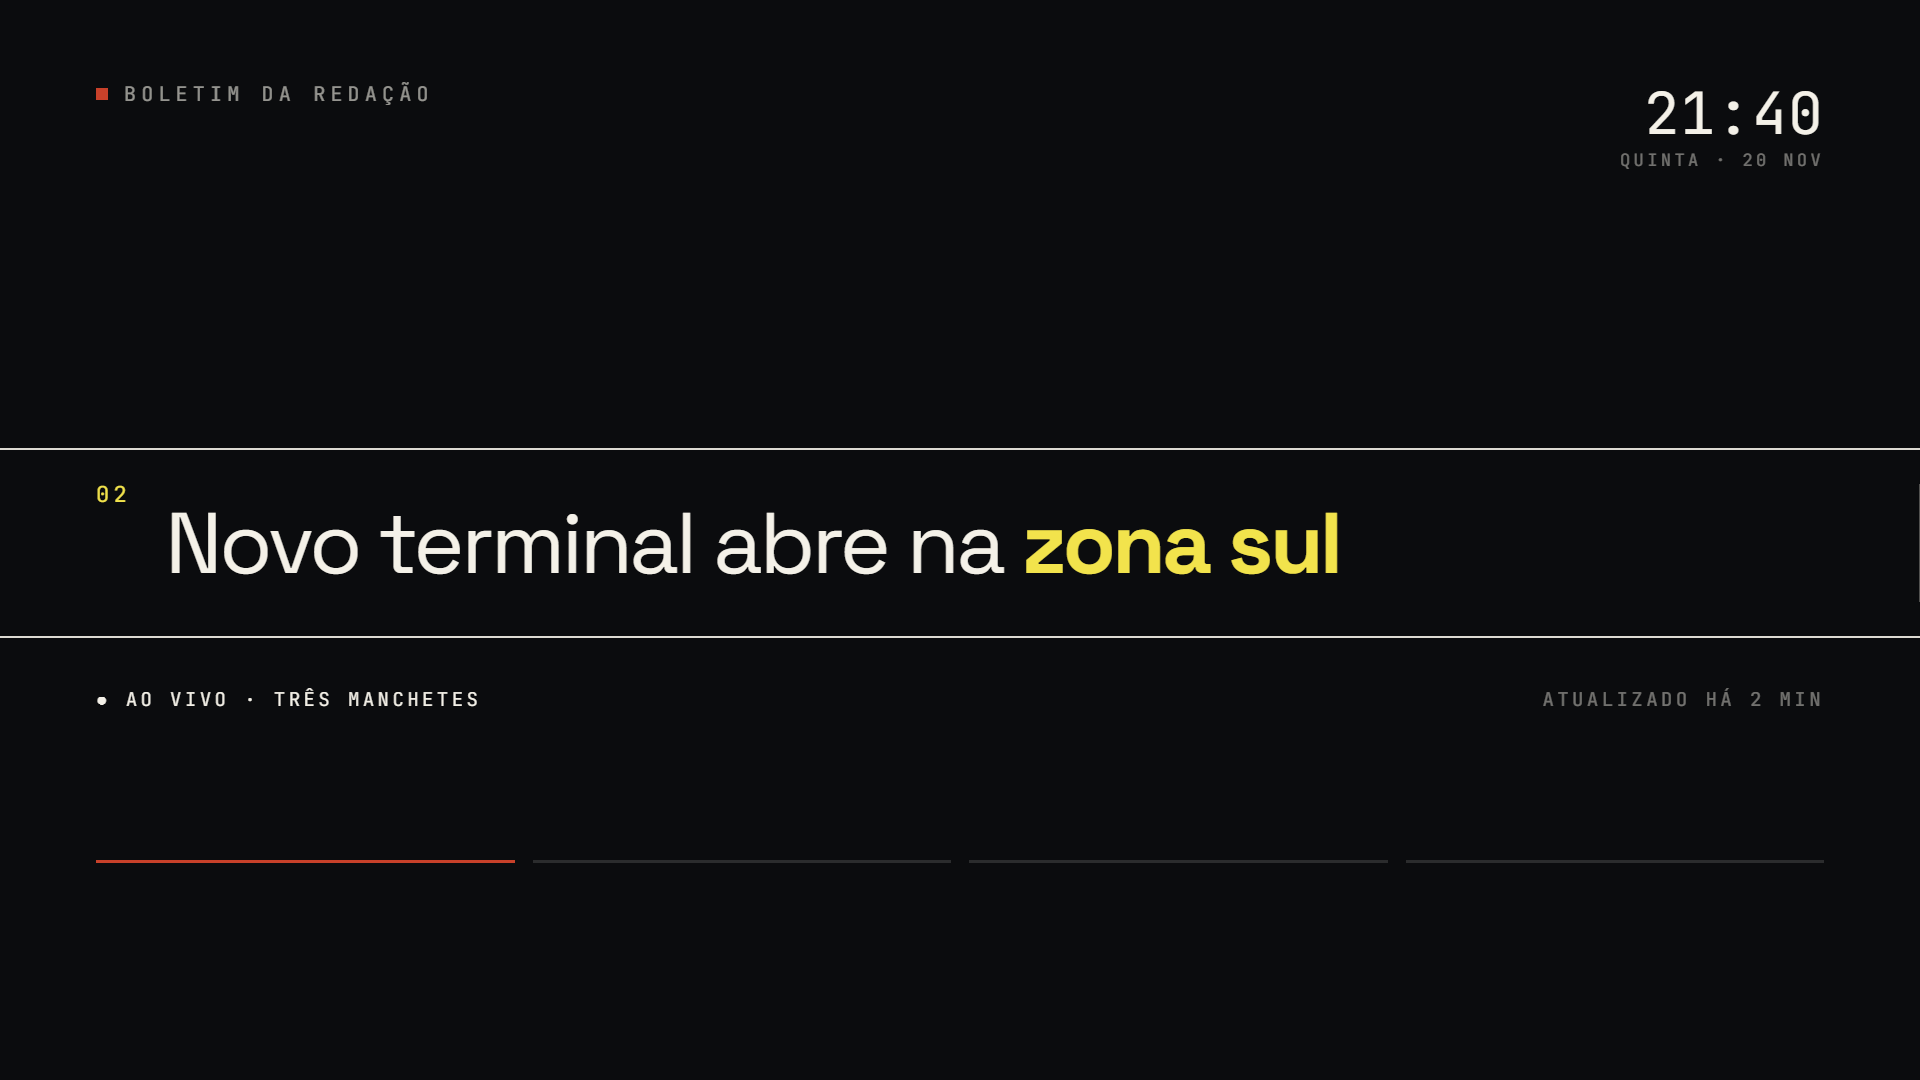 BOLETIM DA REDAÇÃO
21:40
QUINTA · 20 NOV
02
Novo terminal abre na zona sul
AO VIVO · TRÊS MANCHETES
ATUALIZADO HÁ 2 MIN